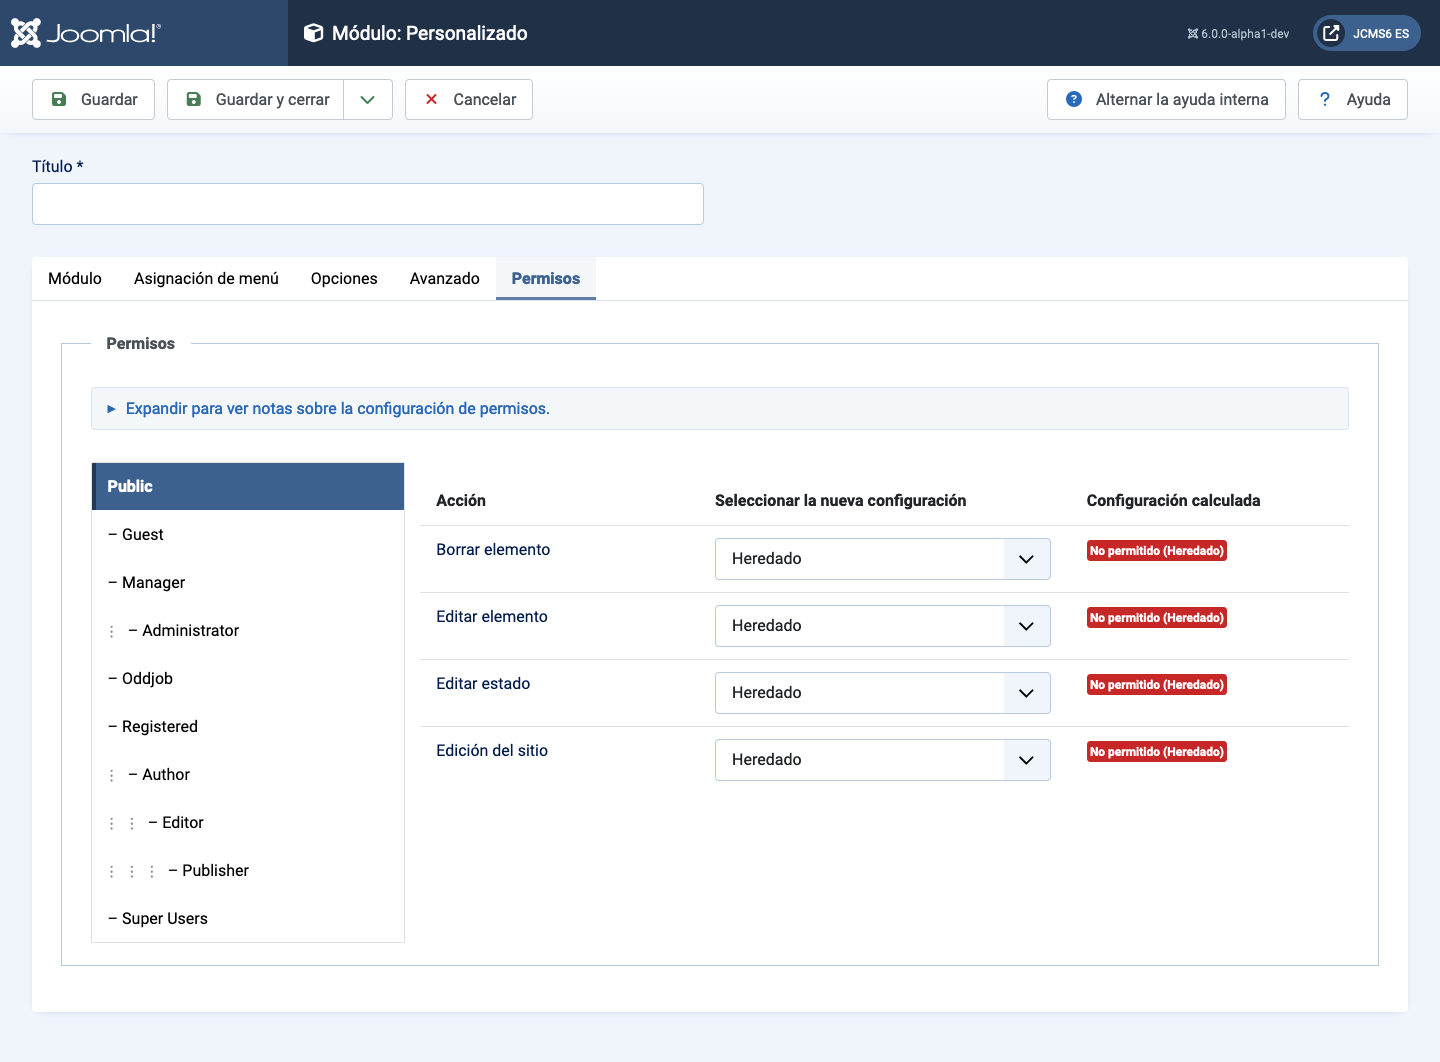 Joomla!® Módulo: Personalizado 6.0.0-alpha1-dev JCMS6 ES
Guardar Guardar y cerrar Cancelar Alternar la ayuda interna ? Ayuda
Título *
Módulo Asignación de menú Opciones Avanzado Permisos
Permisos
Expandir para ver notas sobre la configuración de permisos.
Public
– Guest
– Manager
– Administrator
– Oddjob
– Registered
– Author
– Editor
– Publisher
– Super Users
Acción Seleccionar la nueva configuración Configuración calculada
Borrar elemento Heredado No permitido (Heredado)
Editar elemento Heredado No permitido (Heredado)
Editar estado Heredado No permitido (Heredado)
Edición del sitio Heredado No permitido (Heredado)